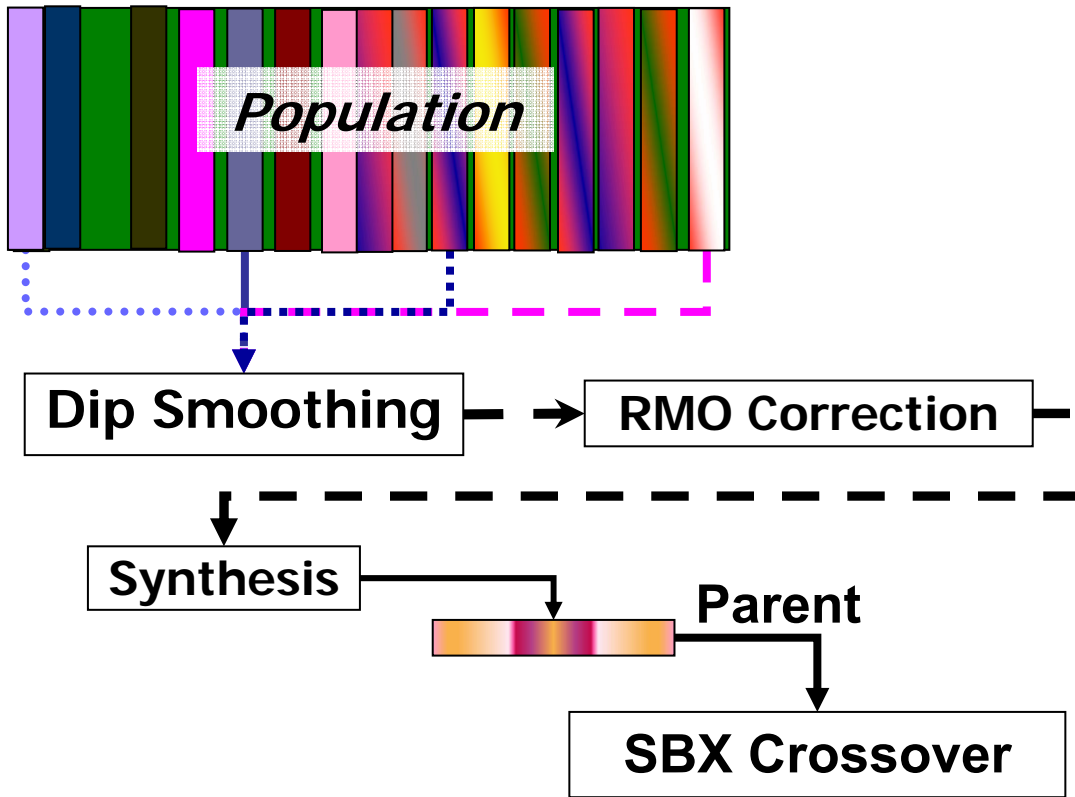 Population
Dip Smoothing
RMO Correction
Synthesis
Parent
SBX Crossover